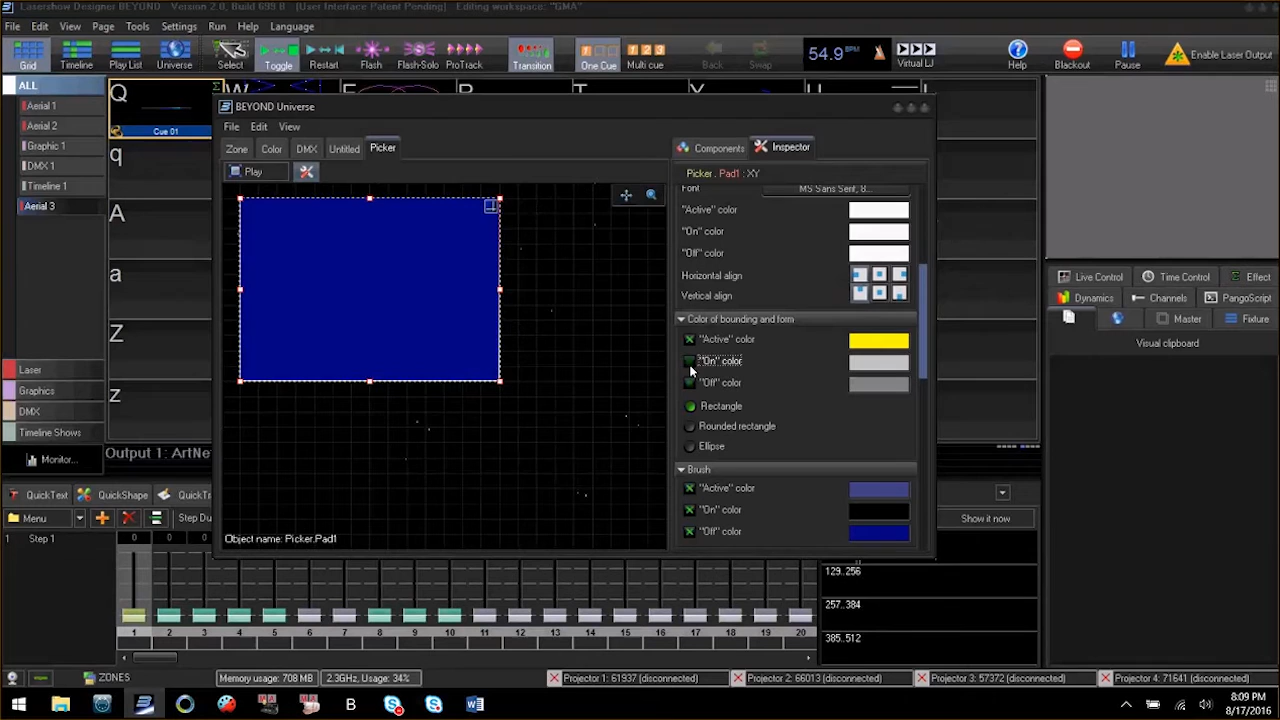 Lasershow Designer BEYOND - Version 2.0, Build 699 B (User Interface Patent Pending) Editing workspace: "GMA"
File Edit View Page Tools Settings Run Help Language
Grid Timeline Play List Universe Select Toggle Restart Flash Flash-Solo ProTrack Transition One Cue Multi cue Back Swap 54.9 BPM Virtual LJ Help Blackout Pause Enable Laser Output
ALL
Aerial 1
Aerial 2
Graphic 1
DMX 1
Timeline 1
Aerial 3
Laser
Graphics
DMX
Timeline Shows
Monitor...
Q
Cue 01
q
A
a
Z
z
BEYOND Universe
File Edit View
Zone Color DMX Untitled Picker
Play
Object name: Picker.Pad1
Components Inspector
Picker . Pad1 : XY
Font MS Sans Serif, 8...
"Active" color
"On" color
"Off" color
Horizontal align
Vertical align
Color of bounding and form
"Active" color
"On" color
"Off" color
Rectangle
Rounded rectangle
Ellipse
Brush
"Active" color
"On" color
"Off" color
Live Control Time Control Effect
Dynamics Channels PangoScript
Master Fixture
Visual clipboard
Output 1: ArtNe
QuickText QuickShape QuickTr
Menu Step Du
1 Step 1
0 0 0
1 2 3 4 5 6 7 8 9 10 11 12 13 14 15 16 17 18 19 20
Show it now
129..256
257..384
385..512
ZONES Memory usage: 708 MB 2.3GHz, Usage: 34% Projector 1: 61937 (disconnected) Projector 2: 66013 (disconnected) Projector 3: 57372 (disconnected) Projector 4: 71641 (disconnected)
8:09 PM
8/17/2016